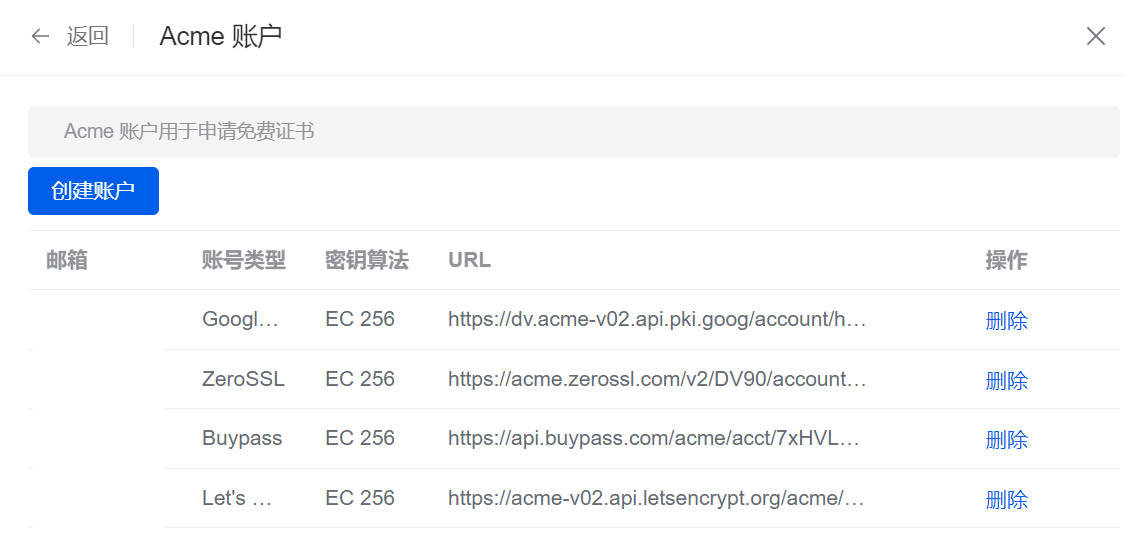 返回 Acme 账户
Acme 账户用于申请免费证书
创建账户
邮箱 账号类型 密钥算法 URL 操作
Googl... EC 256 https://dv.acme-v02.api.pki.goog/account/h... 删除
ZeroSSL EC 256 https://acme.zerossl.com/v2/DV90/account... 删除
Buypass EC 256 https://api.buypass.com/acme/acct/7xHVL... 删除
Let's ... EC 256 https://acme-v02.api.letsencrypt.org/acme/... 删除